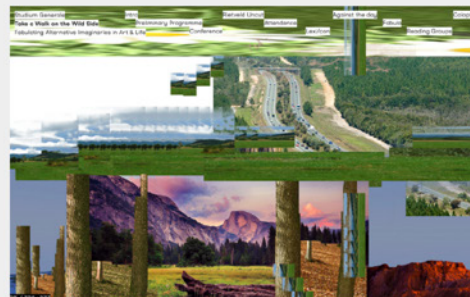 Studium Generale
Take a Walk on the Wild Side
Fabulating Alternative Imaginaries in Art & Life
Intro
Preliminary Programme
Conference
Rietveld Uncut
Attendance
Lexicon
Against the day
Fabula
Reading Groups